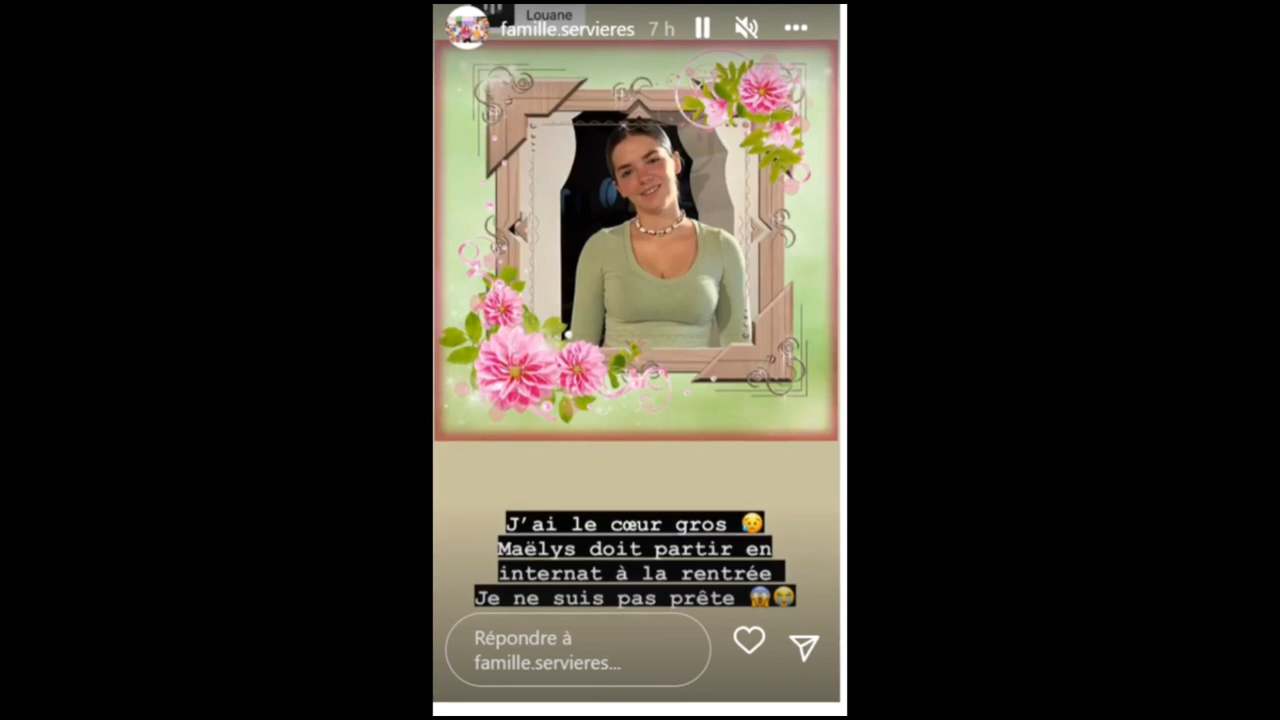 Louane
famille.servieres 7 h
J’ai le cœur gros 😥
Maëlys doit partir en
internat à la rentrée
Je ne suis pas prête 😱😭
Répondre à
famille.servieres...